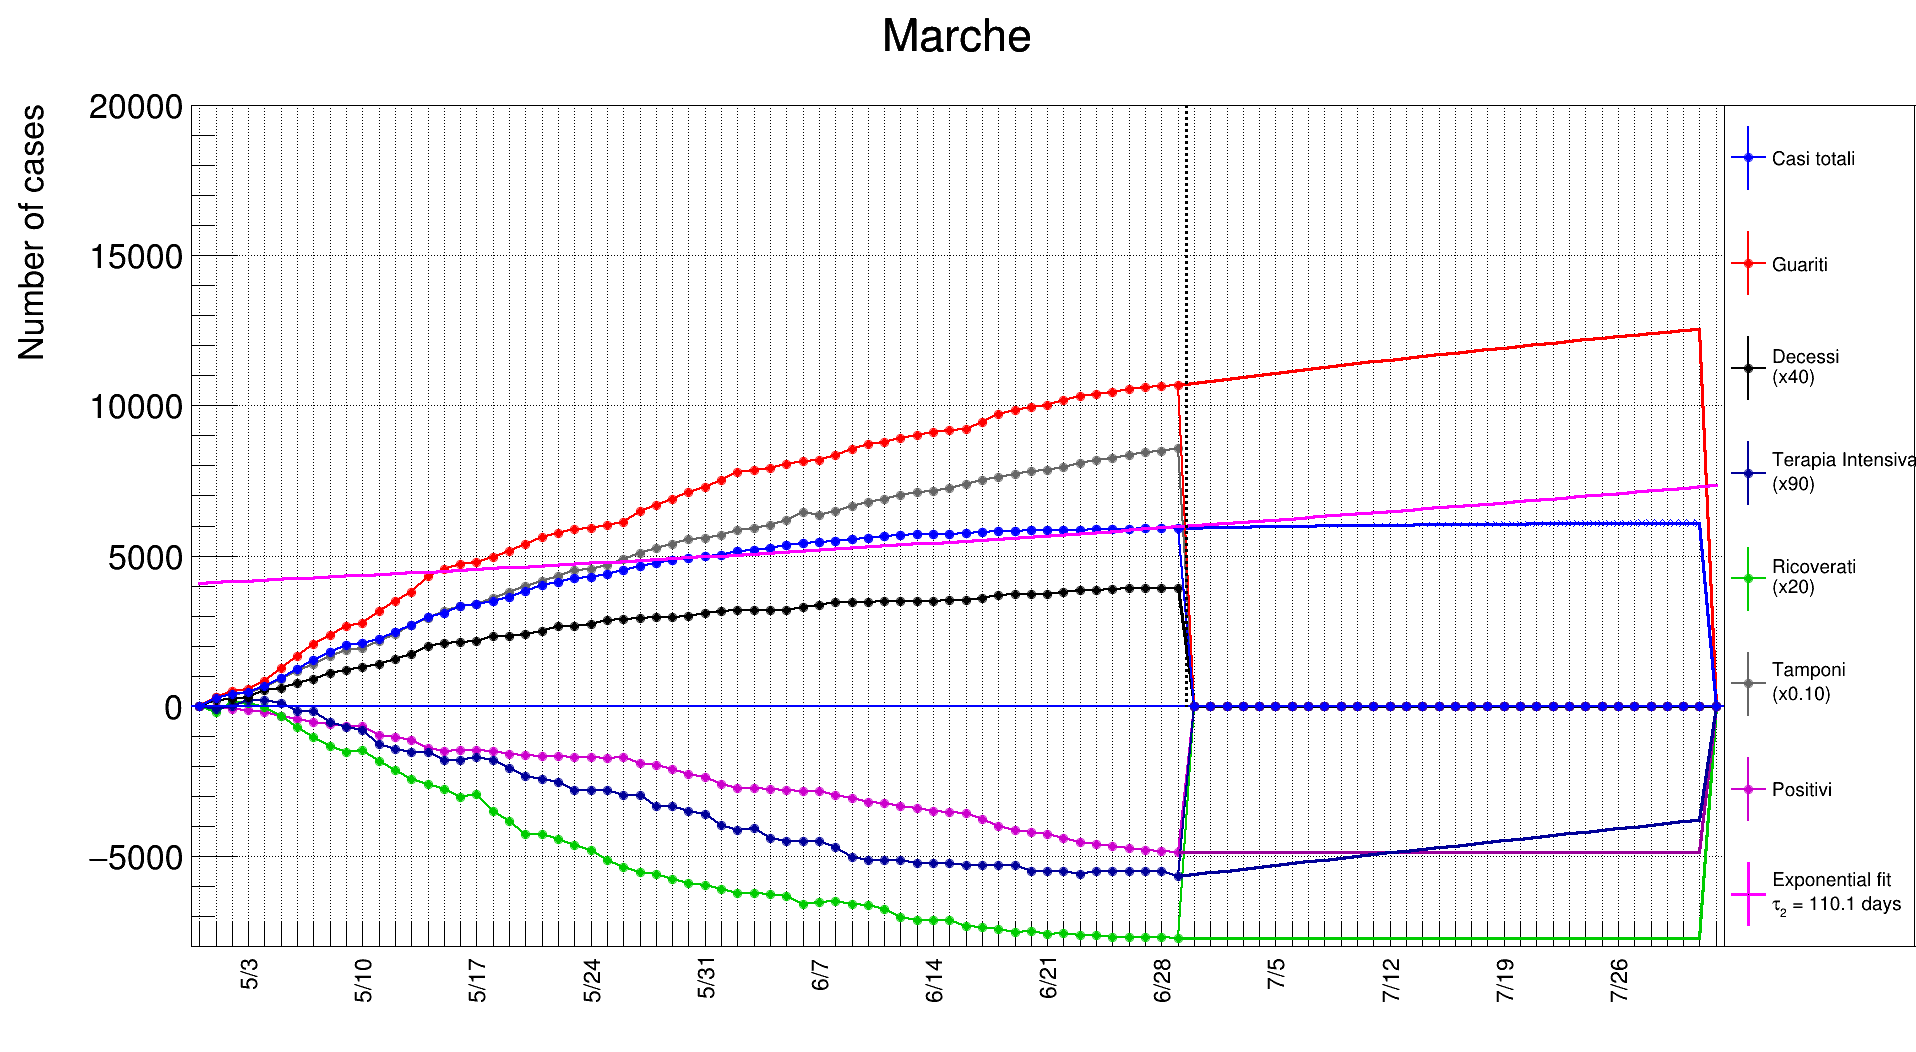 Marche
Number of cases
20000
15000
10000
5000
0
−5000
5/3
5/10
5/17
5/24
5/31
6/7
6/14
6/21
6/28
7/5
7/12
7/19
7/26
Casi totali
Guariti
Decessi
(x40)
Terapia Intensiva
(x90)
Ricoverati
(x20)
Tamponi
(x0.10)
Positivi
Exponential fit
τ2 = 110.1 days